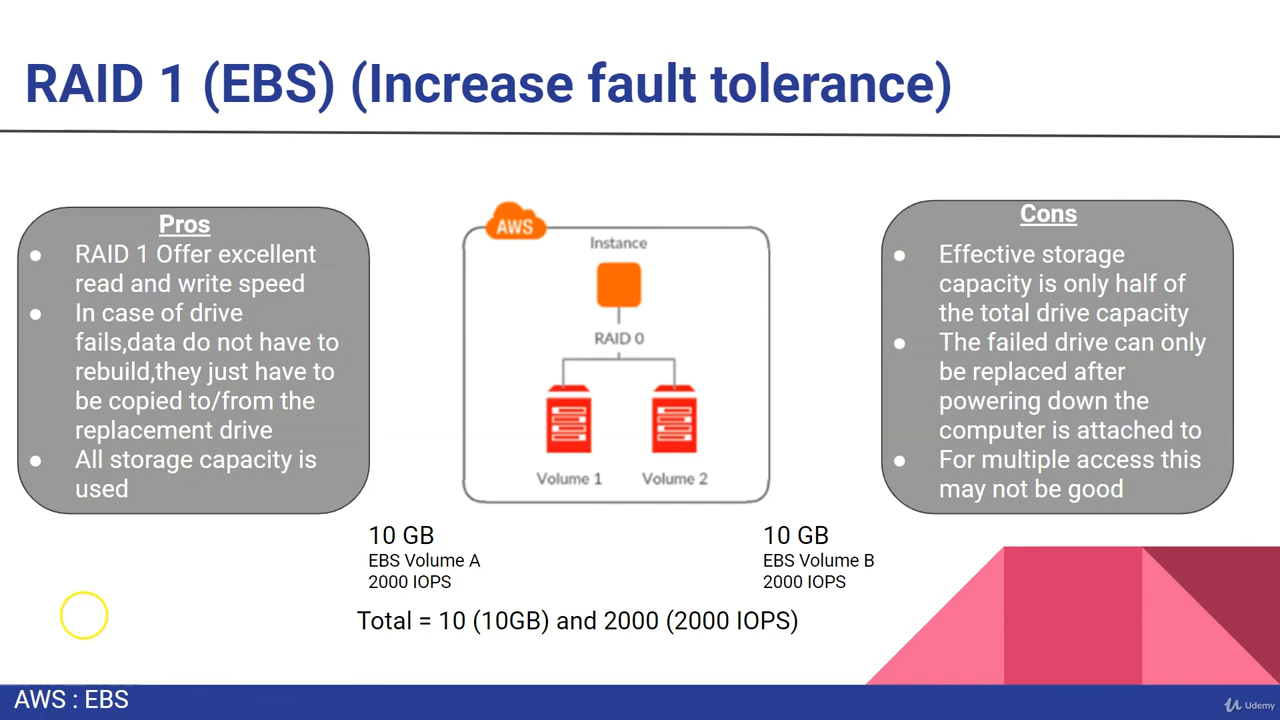 RAID 1 (EBS) (Increase fault tolerance)
Pros
● RAID 1 Offer excellent
read and write speed
● In case of drive
fails,data do not have to
rebuild,they just have to
be copied to/from the
replacement drive
● All storage capacity is
used
AWS
Instance
RAID 0
Volume 1 Volume 2
Cons
● Effective storage
capacity is only half of
the total drive capacity
● The failed drive can only
be replaced after
powering down the
computer is attached to
● For multiple access this
may not be good
10 GB
EBS Volume A
2000 IOPS
10 GB
EBS Volume B
2000 IOPS
Total = 10 (10GB) and 2000 (2000 IOPS)
AWS : EBS
Udemy